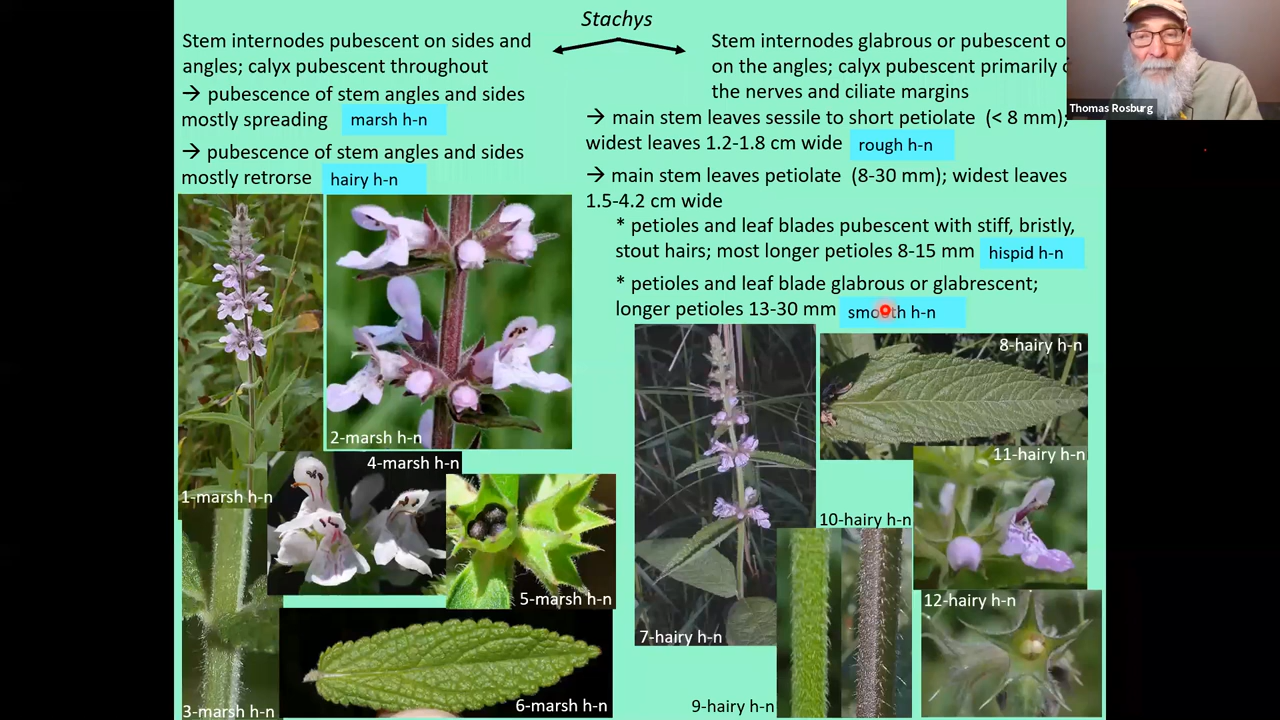 Stachys
Stem internodes pubescent on sides and
angles; calyx pubescent throughout
→ pubescence of stem angles and sides
mostly spreading marsh h-n
→ pubescence of stem angles and sides
mostly retrorse hairy h-n
Stem internodes glabrous or pubescent
on the angles; calyx pubescent primarily
the nerves and ciliate margins
→ main stem leaves sessile to short petiolate (< 8 mm);
widest leaves 1.2-1.8 cm wide rough h-n
→ main stem leaves petiolate (8-30 mm); widest leaves
1.5-4.2 cm wide
* petioles and leaf blades pubescent with stiff, bristly,
stout hairs; most longer petioles 8-15 mm hispid h-n
* petioles and leaf blade glabrous or glabrescent;
longer petioles 13-30 mm smooth h-n
Thomas Rosburg
1-marsh h-n
2-marsh h-n
3-marsh h-n
4-marsh h-n
5-marsh h-n
6-marsh h-n
7-hairy h-n
8-hairy h-n
9-hairy h-n
10-hairy h-n
11-hairy h-n
12-hairy h-n